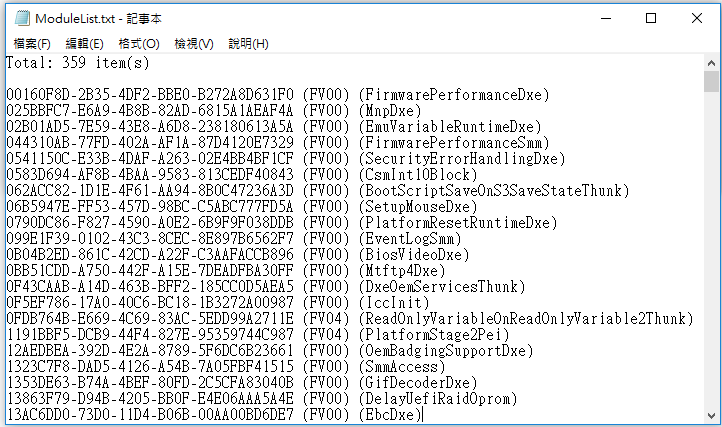 ModuleList.txt - 記事本
檔案(F) 編輯(E) 格式(O) 檢視(V) 說明(H)
Total: 359 item(s)
00160F8D-2B35-4DF2-BBE0-B272A8D631F0 (FV00) (FirmwarePerformanceDxe)
025BBFC7-E6A9-4B8B-82AD-6815A1AEAF4A (FV00) (MnpDxe)
02B01AD5-7E59-43E8-A6D8-238180613A5A (FV00) (EmuVariableRuntimeDxe)
044310AB-77FD-402A-AF1A-87D4120E7329 (FV00) (FirmwarePerformanceSmm)
0541150C-E33B-4DAF-A263-02E4BB4BF1CF (FV00) (SecurityErrorHandlingDxe)
0583D694-AF8B-4BAA-9583-813CEDF40843 (FV00) (CsmInt10Block)
062ACC82-1D1E-4F61-AA94-8B0C47236A3D (FV00) (BootScriptSaveOnS3SaveStateThunk)
06B5947E-FF53-457D-98BC-C5ABC777FD5A (FV00) (SetupMouseDxe)
0790DC86-F827-4590-A0E2-6B9F9F038DDB (FV00) (PlatformResetRuntimeDxe)
099E1F39-0102-43C3-8CEC-8E897B6562F7 (FV00) (EventLogSmm)
0B04B2ED-861C-42CD-A22F-C3AAFACCB896 (FV00) (BiosVideoDxe)
0BB51CDD-A750-442F-A15E-7DEADFBA30FF (FV00) (Mtftp4Dxe)
0F43CAAB-A14D-463B-BFF2-185CC0D5AEA5 (FV00) (DxeOemServicesThunk)
0F5EF786-17A0-40C6-BC18-1B3272A00987 (FV00) (IccInit)
0FDB764B-E669-4C69-83AC-5EDD99A2711E (FV04) (ReadOnlyVariableOnReadOnlyVariable2Thunk)
1191BBF5-DCB9-44F4-827E-95359744C987 (FV04) (PlatformStage2Pei)
12AEDBEA-392D-4E2A-8789-5F6DC6B23661 (FV00) (OemBadgingSupportDxe)
1323C7F8-DAD5-4126-A54B-7A05FBF41515 (FV00) (SmmAccess)
1353DE63-B74A-4BEF-80FD-2C5CFA83040B (FV00) (GifDecoderDxe)
13863F79-D94B-4205-BB0F-E4E06AAA5A4E (FV00) (DelayUefiRaidOprom)
13AC6DD0-73D0-11D4-B06B-00AA00BD6DE7 (FV00) (EbcDxe)